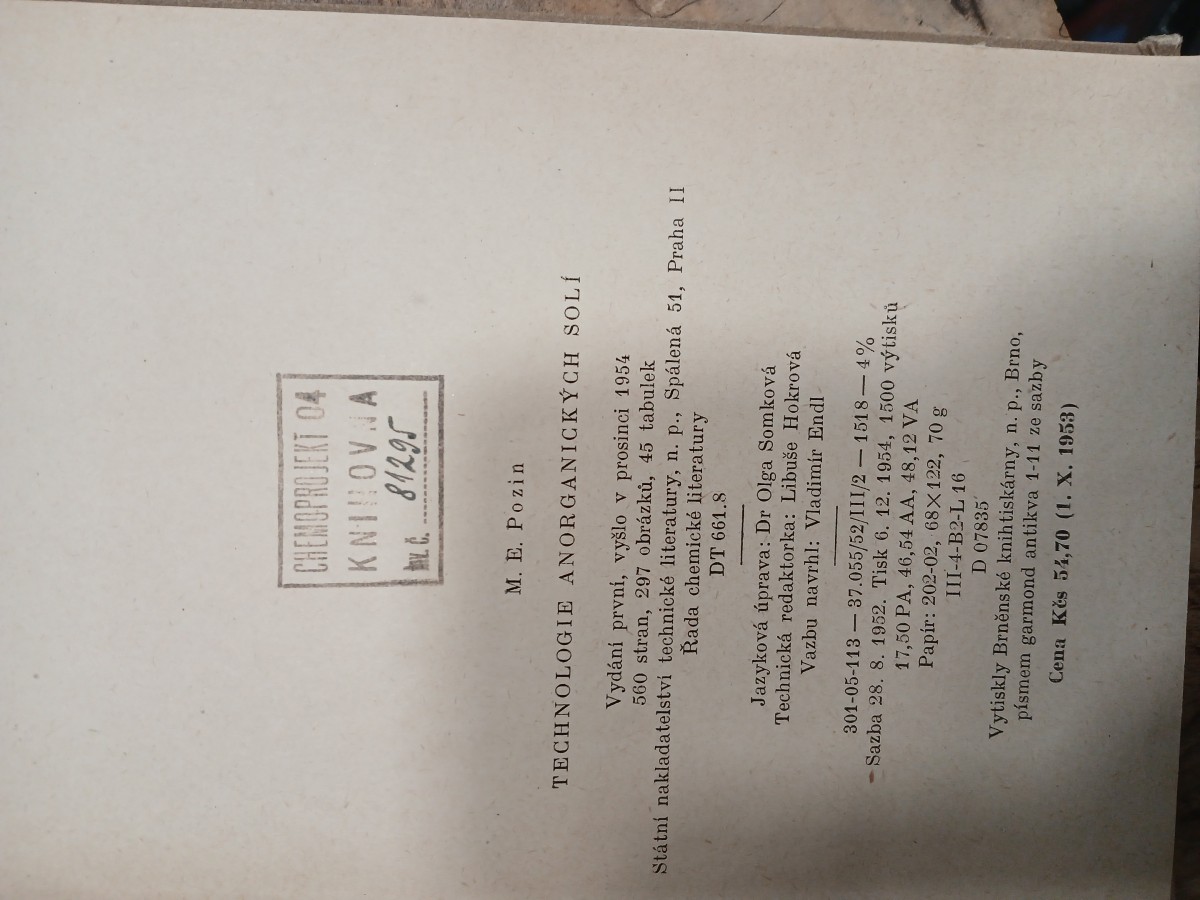 CHEMOPROJEKT 04
KNIHOVNA
Inv. č. 81295
M. E. Pozin
TECHNOLOGIE ANORGANICKÝCH SOLÍ
Vydání první, vyšlo v prosinci 1954
560 stran, 297 obrázků, 45 tabulek
Státní nakladatelství technické literatury, n. p., Spálená 51, Praha II
Řada chemické literatury
DT 661.8
Jazyková úprava: Dr Olga Somková
Technická redaktorka: Libuše Hokrová
Vazbu navrhl: Vladimír Endl
301-05-113 — 37.055/52/III/2 — 1518 — 4%
Sazba 28. 8. 1952. Tisk 6. 12. 1954, 1500 výtisků
17,50 PA, 46,54 AA, 48,12 VA
Papír: 202-02, 68×122, 70 g
III-4-B2-L 16
D 07835
Vytiskly Brněnské knihtiskárny, n. p., Brno,
písmem garmond antikva 1-11 ze sazby
Cena Kčs 54,70 (1. X. 1953)